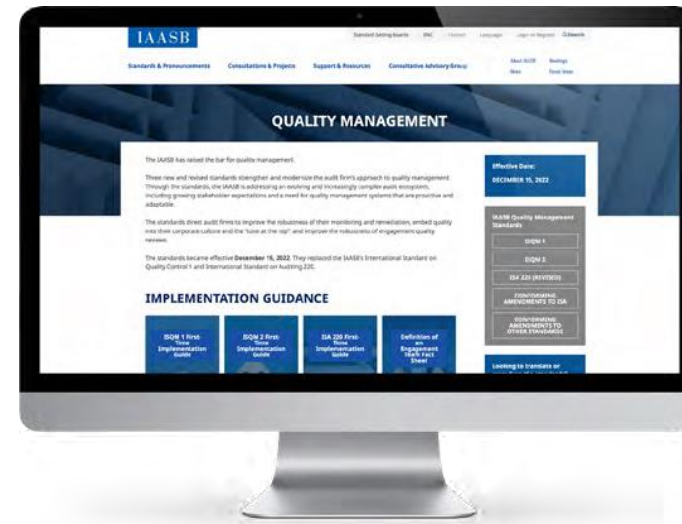 IAASB
Language
Search
Standards & Pronouncements
Consultations & Projects
Support & Resources
Consultative Advisory Group
About IAASB
Meetings
News
Focus Areas
QUALITY MANAGEMENT
The IAASB has raised the bar for quality management.
Three new and revised standards strengthen and modernize the audit firm's approach to quality management.
Through the standards, the IAASB is addressing an evolving and increasingly complex audit ecosystem,
including growing stakeholder expectations and a need for quality management systems that are proactive and
adaptable.
The standards direct audit firms to improve the robustness of their monitoring and remediation, embed quality
into their corporate culture and the "tone at the top" and improve the robustness of engagement quality
reviews.
The standards became effective December 15, 2022. They replaced the IAASB's International Standard on
Quality Control 1 and International Standard on Auditing 220.
IMPLEMENTATION GUIDANCE
ISQM 1 First-
Time
Implementation
Guide
ISQM 2 First-
Time
Implementation
Guide
ISA 220 First-
Time
Implementation
Guide
Definition of
an
Engagement
Team Fact
Sheet
Effective Date:
DECEMBER 15, 2022
IAASB Quality Management
Standards
ISQM 1
ISQM 2
ISA 220 (REVISED)
CONFORMING
AMENDMENTS TO ISA
CONFORMING
AMENDMENTS TO
OTHER STANDARDS
Looking to translate or